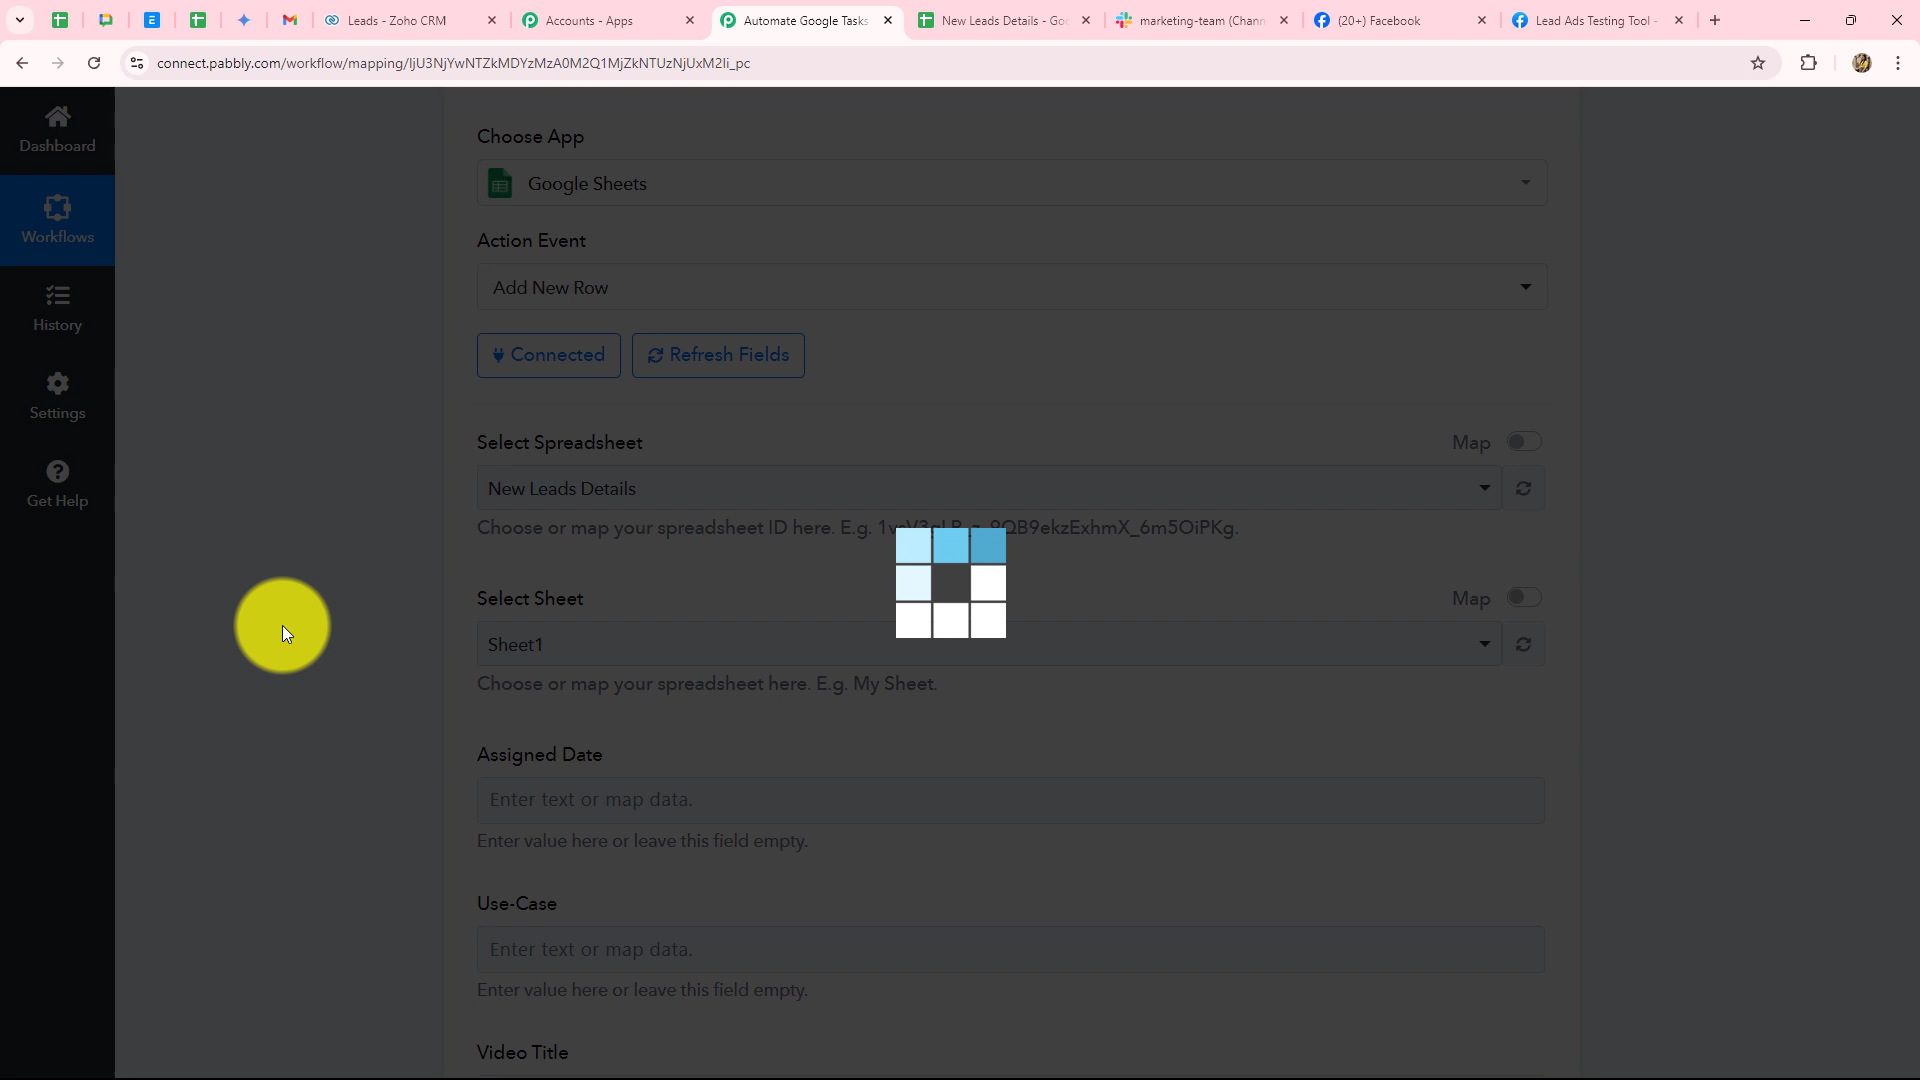 Leads - Zoho CRM
Accounts - Apps
Automate Google Tasks
New Leads Details - Goo
marketing-team (Chann
(20+) Facebook
Lead Ads Testing Tool -
connect.pabbly.com/workflow/mapping/IjU3NjYwNTZkMDYzMzA0M2Q1MjZkNTUzNjUxM2Ii_pc
Dashboard
Workflows
History
Settings
Get Help
Choose App
Google Sheets
Action Event
Add New Row
Connected
Refresh Fields
Select Spreadsheet
Map
New Leads Details
Choose or map your spreadsheet ID here. E.g.
Select Sheet
Map
Sheet1
Choose or map your spreadsheet here. E.g. My Sheet.
Assigned Date
Enter text or map data.
Enter value here or leave this field empty.
Use-Case
Enter text or map data.
Enter value here or leave this field empty.
Video Title